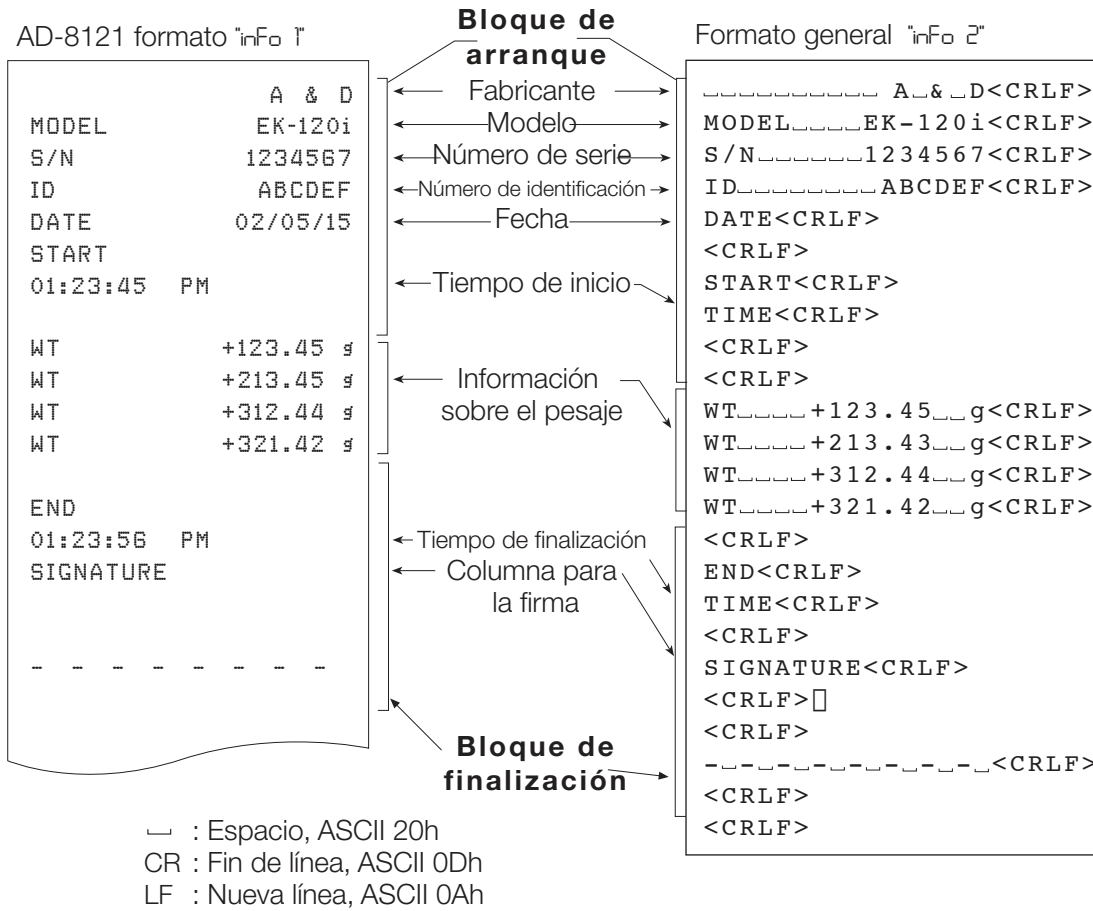 AD-8121 formato "inFo 1"
A & D
MODEL EK-120i
S/N 1234567
ID ABCDEF
DATE 02/05/15
START
01:23:45 PM
WT +123.45 g
WT +213.45 g
WT +312.44 g
WT +321.42 g
END
01:23:56 PM
SIGNATURE
- - - - - - - -
Bloque de
arranque
Fabricante
Modelo
Número de serie
Número de identificación
Fecha
Tiempo de inicio
Información
sobre el pesaje
Tiempo de finalización
Columna para
la firma
Bloque de
finalización
Formato general "inFo 2"
␣␣␣␣␣␣␣␣␣␣ A␣&␣D<CRLF>
MODEL␣␣␣␣EK-120i<CRLF>
S/N␣␣␣␣␣␣1234567<CRLF>
ID␣␣␣␣␣␣␣␣ABCDEF<CRLF>
DATE<CRLF>
<CRLF>
START<CRLF>
TIME<CRLF>
<CRLF>
<CRLF>
WT␣␣␣␣+123.45␣␣g<CRLF>
WT␣␣␣␣+213.43␣␣g<CRLF>
WT␣␣␣␣+312.44␣␣g<CRLF>
WT␣␣␣␣+321.42␣␣g<CRLF>
<CRLF>
END<CRLF>
TIME<CRLF>
<CRLF>
SIGNATURE<CRLF>
<CRLF>▯
<CRLF>
-␣-␣-␣-␣-␣-␣-␣-␣<CRLF>
<CRLF>
<CRLF>
␣ : Espacio, ASCII 20h
CR : Fin de línea, ASCII 0Dh
LF : Nueva línea, ASCII 0Ah